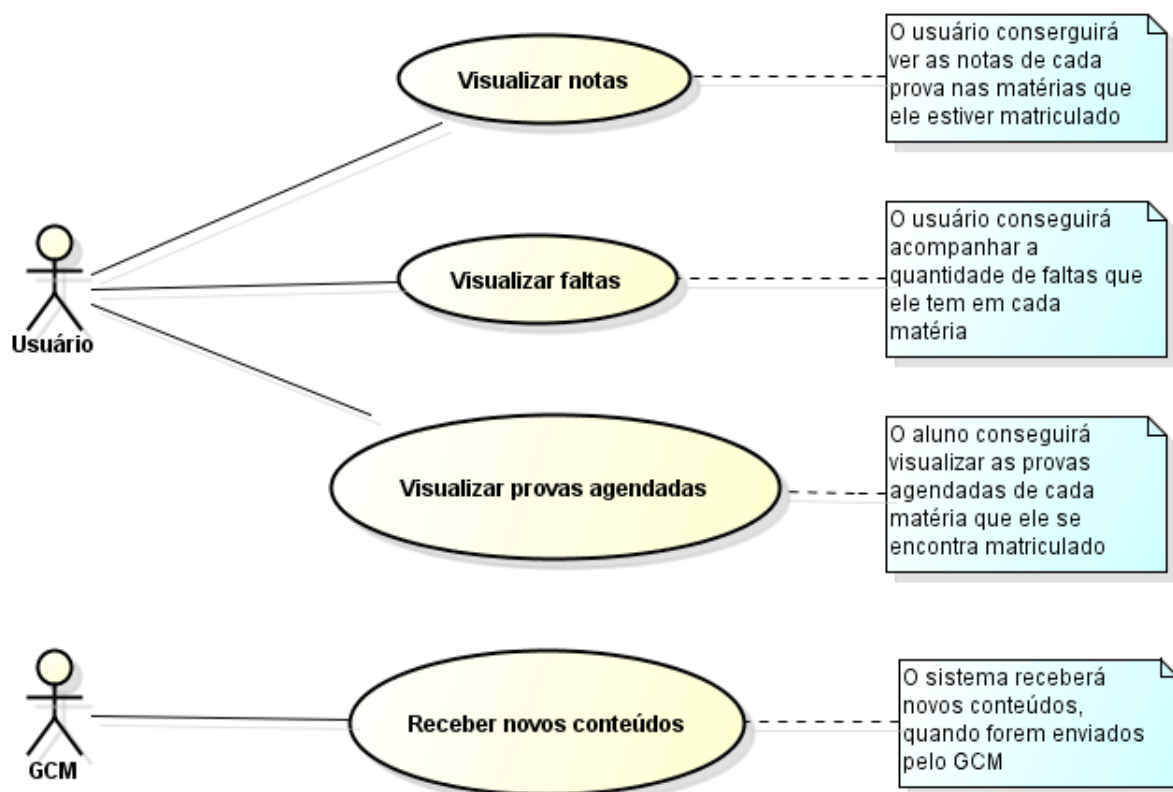 Visualizar notas
O usuário conserguirá
ver as notas de cada
prova nas matérias que
ele estiver matriculado
Usuário
Visualizar faltas
O usuário conseguirá
acompanhar a
quantidade de faltas que
ele tem em cada
matéria
Visualizar provas agendadas
O aluno conseguirá
visualizar as provas
agendadas de cada
matéria que ele se
encontra matriculado
GCM
Receber novos conteúdos
O sistema receberá
novos conteúdos,
quando forem enviados
pelo GCM